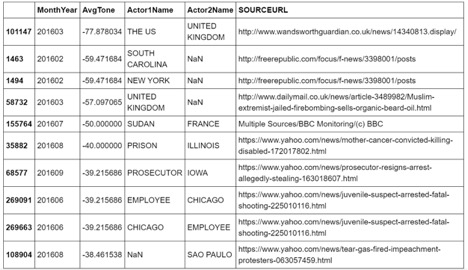 MonthYear AvgTone Actor1Name Actor2Name SOURCEURL
101147 201603 -77.878034 THE US UNITED KINGDOM http://www.wandsworthguardian.co.uk/news/14340813.display/
1463 201602 -59.471684 SOUTH CAROLINA NaN http://freerepublic.com/focus/f-news/3398001/posts
1494 201602 -59.471684 NEW YORK NaN http://freerepublic.com/focus/f-news/3398001/posts
58732 201603 -57.097065 UNITED KINGDOM NaN http://www.dailymail.co.uk/news/article-3489982/Muslim-
extremist-jailed-firebombing-sells-organic-beard-oil.html
155764 201607 -50.000000 SUDAN FRANCE Multiple Sources/BBC Monitoring/(c) BBC
35882 201608 -40.000000 PRISON ILLINOIS https://www.yahoo.com/news/mother-cancer-convicted-killing-
disabled-172017802.html
68577 201609 -39.215686 PROSECUTOR IOWA https://www.yahoo.com/news/prosecutor-resigns-arrest-
allegedly-stealing-163018607.html
269091 201606 -39.215686 EMPLOYEE CHICAGO https://www.yahoo.com/news/juvenile-suspect-arrested-fatal-
shooting-225010116.html
269663 201606 -39.215686 CHICAGO EMPLOYEE https://www.yahoo.com/news/juvenile-suspect-arrested-fatal-
shooting-225010116.html
108904 201608 -38.461538 NaN SAO PAULO https://www.yahoo.com/news/tear-gas-fired-impeachment-
protesters-063057459.html